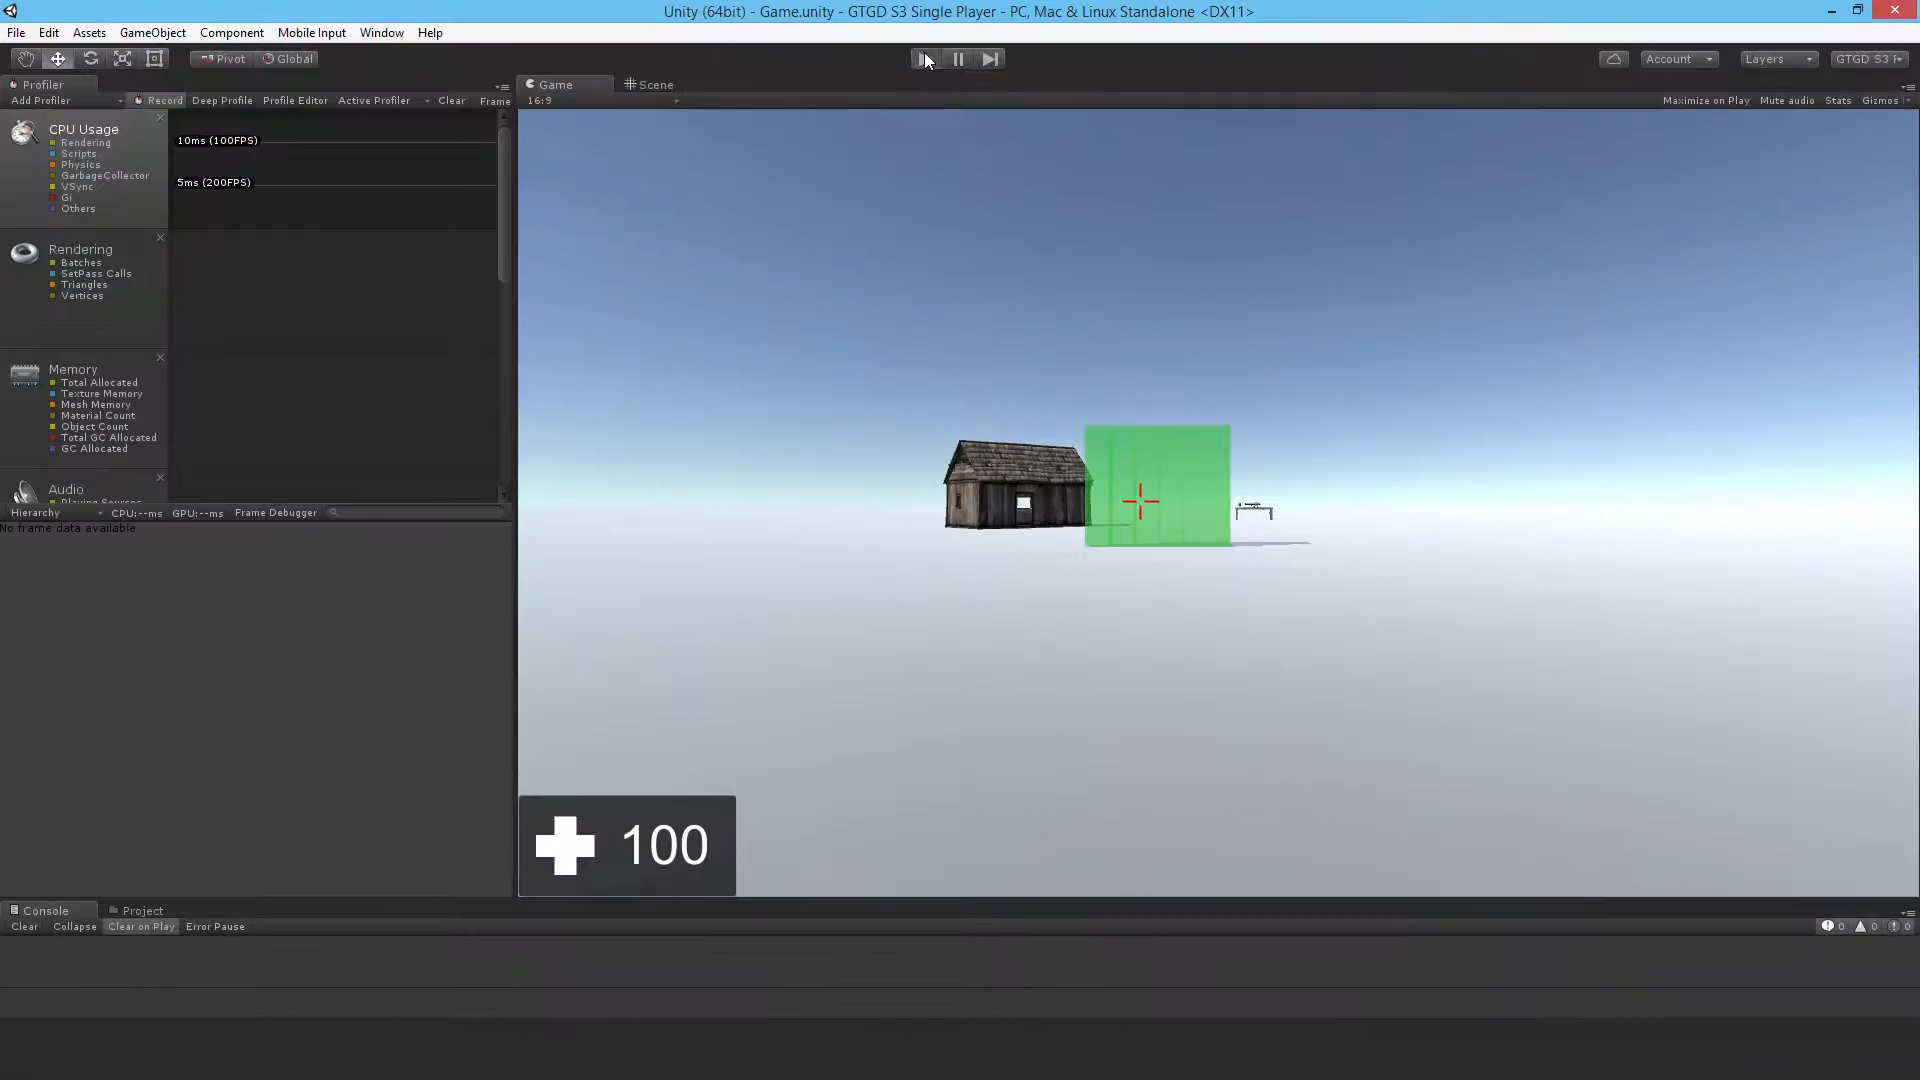 Unity (64bit) - Game.unity - GTGD S3 Single Player - PC, Mac & Linux Standalone <DX11>
File Edit Assets GameObject Component Mobile Input Window Help
Pivot Global Account Layers GTGD S3
Profiler Game Scene
Add Profiler Record Deep Profile Profile Editor Active Profiler Clear Frame 16:9 Maximize on Play Mute audio Stats Gizmos
CPU Usage
Rendering
Scripts
Physics
GarbageCollector
VSync
Gi
Others
10ms (100FPS)
5ms (200FPS)
Rendering
Batches
SetPass Calls
Triangles
Vertices
Memory
Total Allocated
Texture Memory
Mesh Memory
Material Count
Object Count
Total GC Allocated
GC Allocated
Audio
Playing Sources
Hierarchy CPU:--ms GPU:--ms Frame Debugger
No frame data available
100
Console Project
Clear Collapse Clear on Play Error Pause 0 0 0